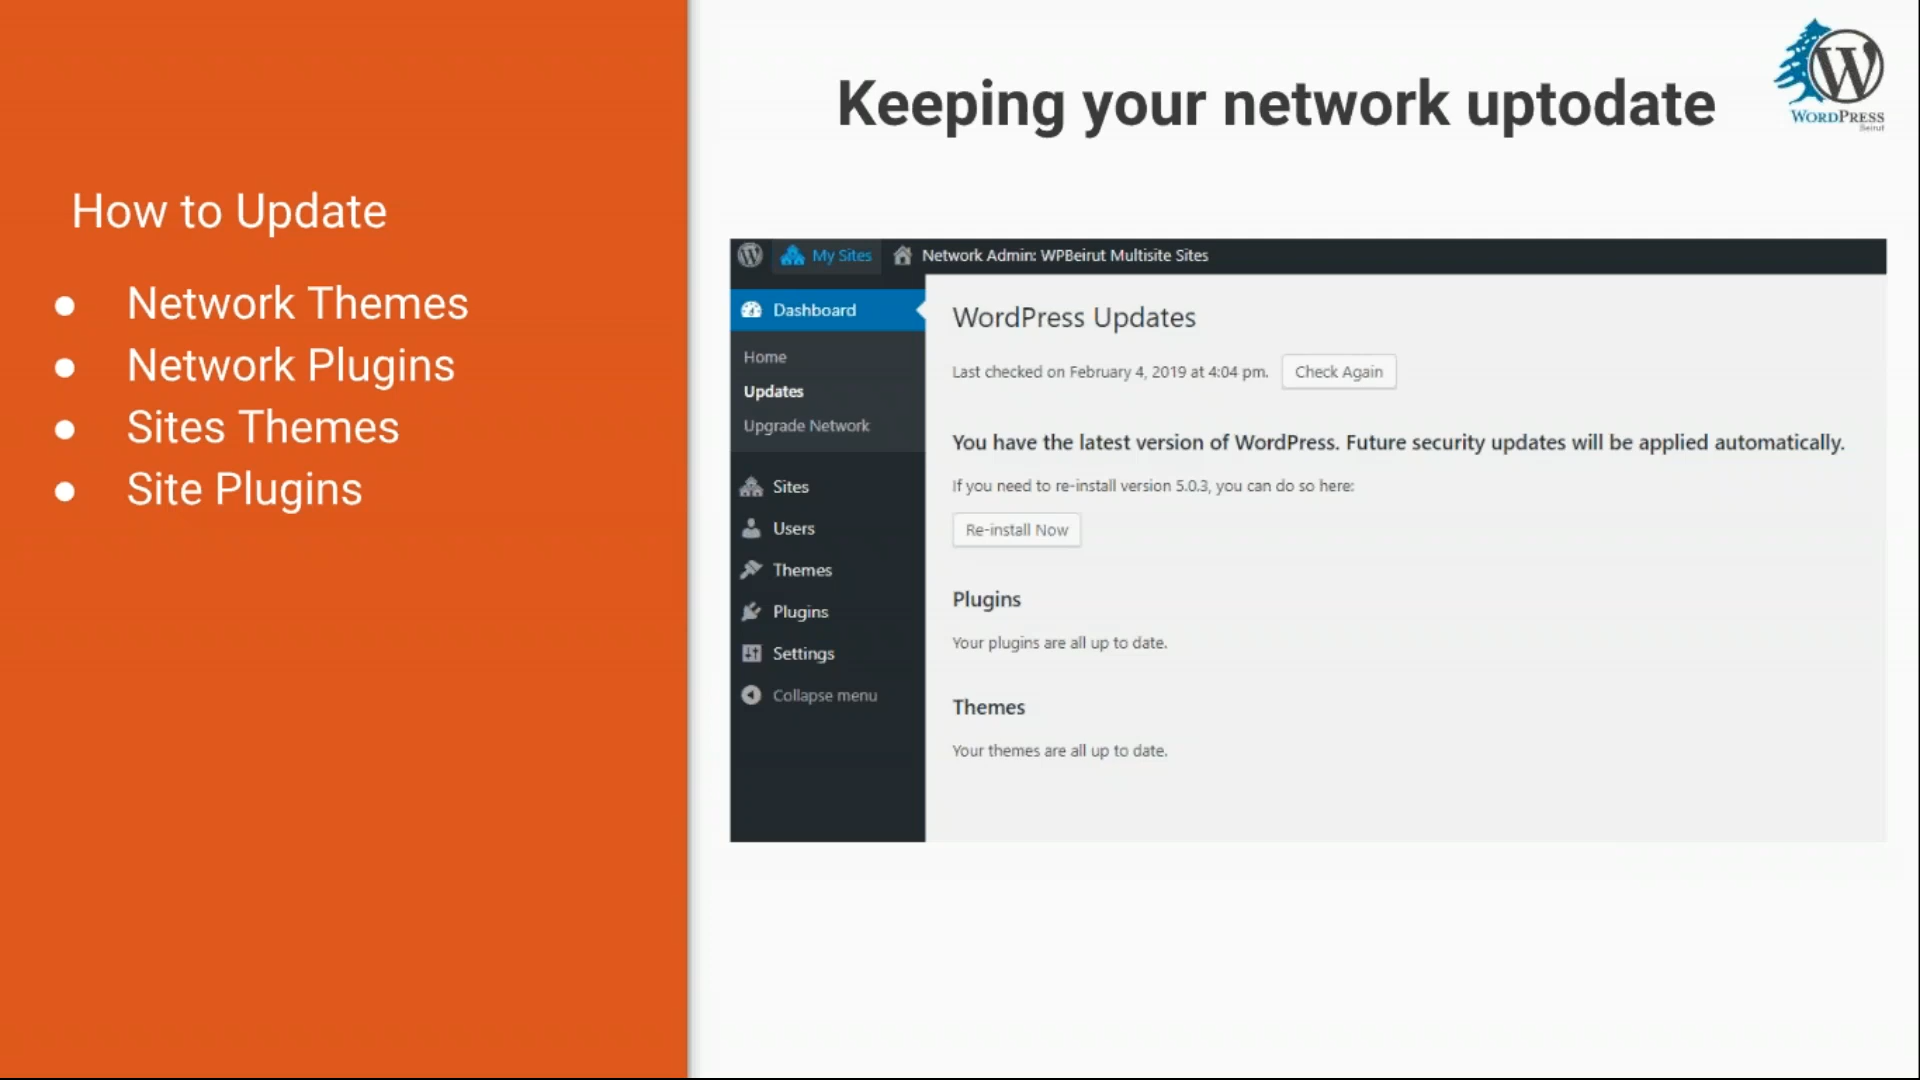 How to Update
● Network Themes
● Network Plugins
● Sites Themes
● Site Plugins
Keeping your network uptodate
WORDPRESS
Beirut
My Sites
Network Admin: WPBeirut Multisite Sites
Dashboard
Home
Updates
Upgrade Network
Sites
Users
Themes
Plugins
Settings
Collapse menu
WordPress Updates
Last checked on February 4, 2019 at 4:04 pm. Check Again
You have the latest version of WordPress. Future security updates will be applied automatically.
If you need to re-install version 5.0.3, you can do so here:
Re-install Now
Plugins
Your plugins are all up to date.
Themes
Your themes are all up to date.